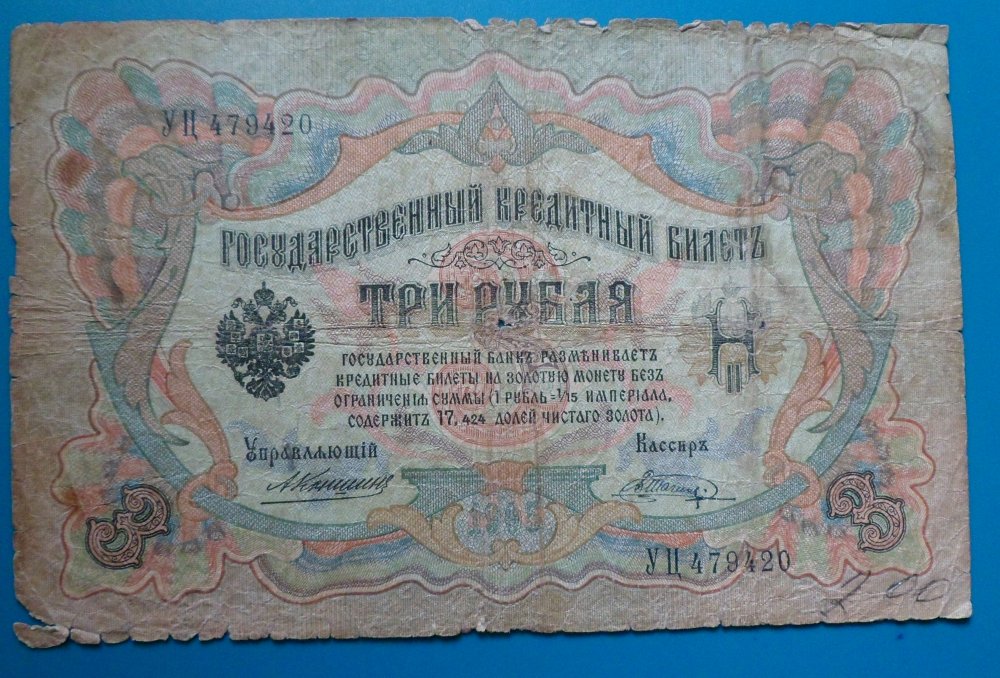 УЦ 479420
ГОСУДАРСТВЕННЫЙ КРЕДИТНЫЙ БИЛЕТЪ
ТРИ РУБЛЯ
ГОСУДАРСТВЕННЫЙ БАНКЪ РАЗМѢНИВАЕТЪ
КРЕДИТНЫЕ БИЛЕТЫ НА ЗОЛОТУЮ МОНЕТУ БЕЗЪ
ОГРАНИЧЕНІЯ СУММЫ (1 РУБЛЬ = 1/15 ИМПЕРІАЛА,
СОДЕРЖИТЪ 17,424 ДОЛЕЙ ЧИСТАГО ЗОЛОТА).
Управляющій Кассиръ
3 1905 3
УЦ 479420